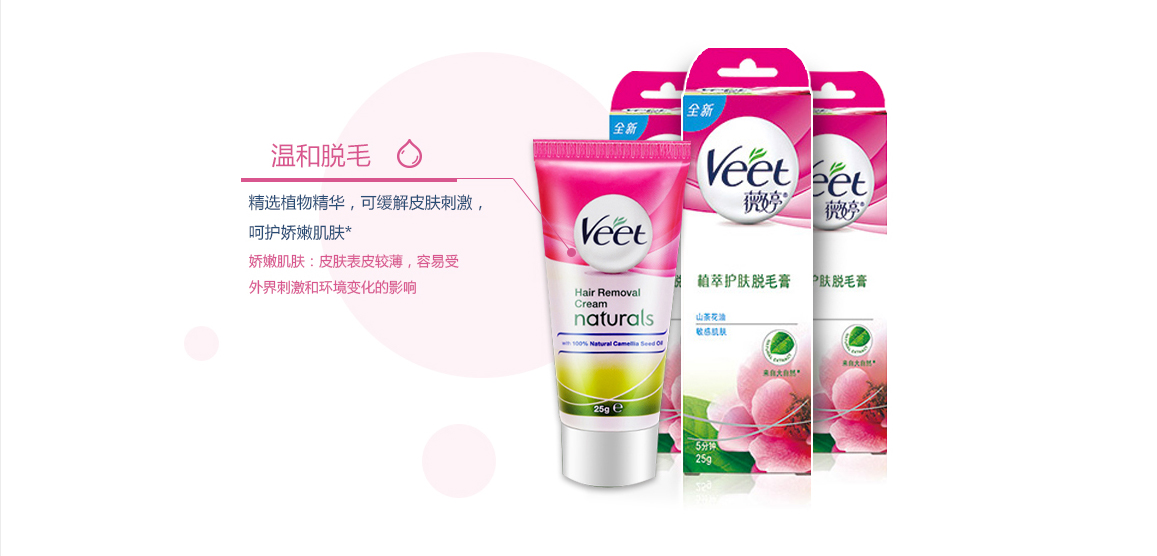 温和脱毛
精选植物精华，可缓解皮肤刺激，
呵护娇嫩肌肤*
娇嫩肌肤：皮肤表皮较薄，容易受
外界刺激和环境变化的影响
Veet
Hair Removal
Cream
naturals
with 100% Natural Camellia Seed Oil
25g ℮
全新
全新
Veet
薇婷®
植萃护肤脱毛膏
山茶花油
敏感肌肤
来自大自然*
5分钟
25g
eet
薇婷®
护肤脱毛膏
来自大自然*